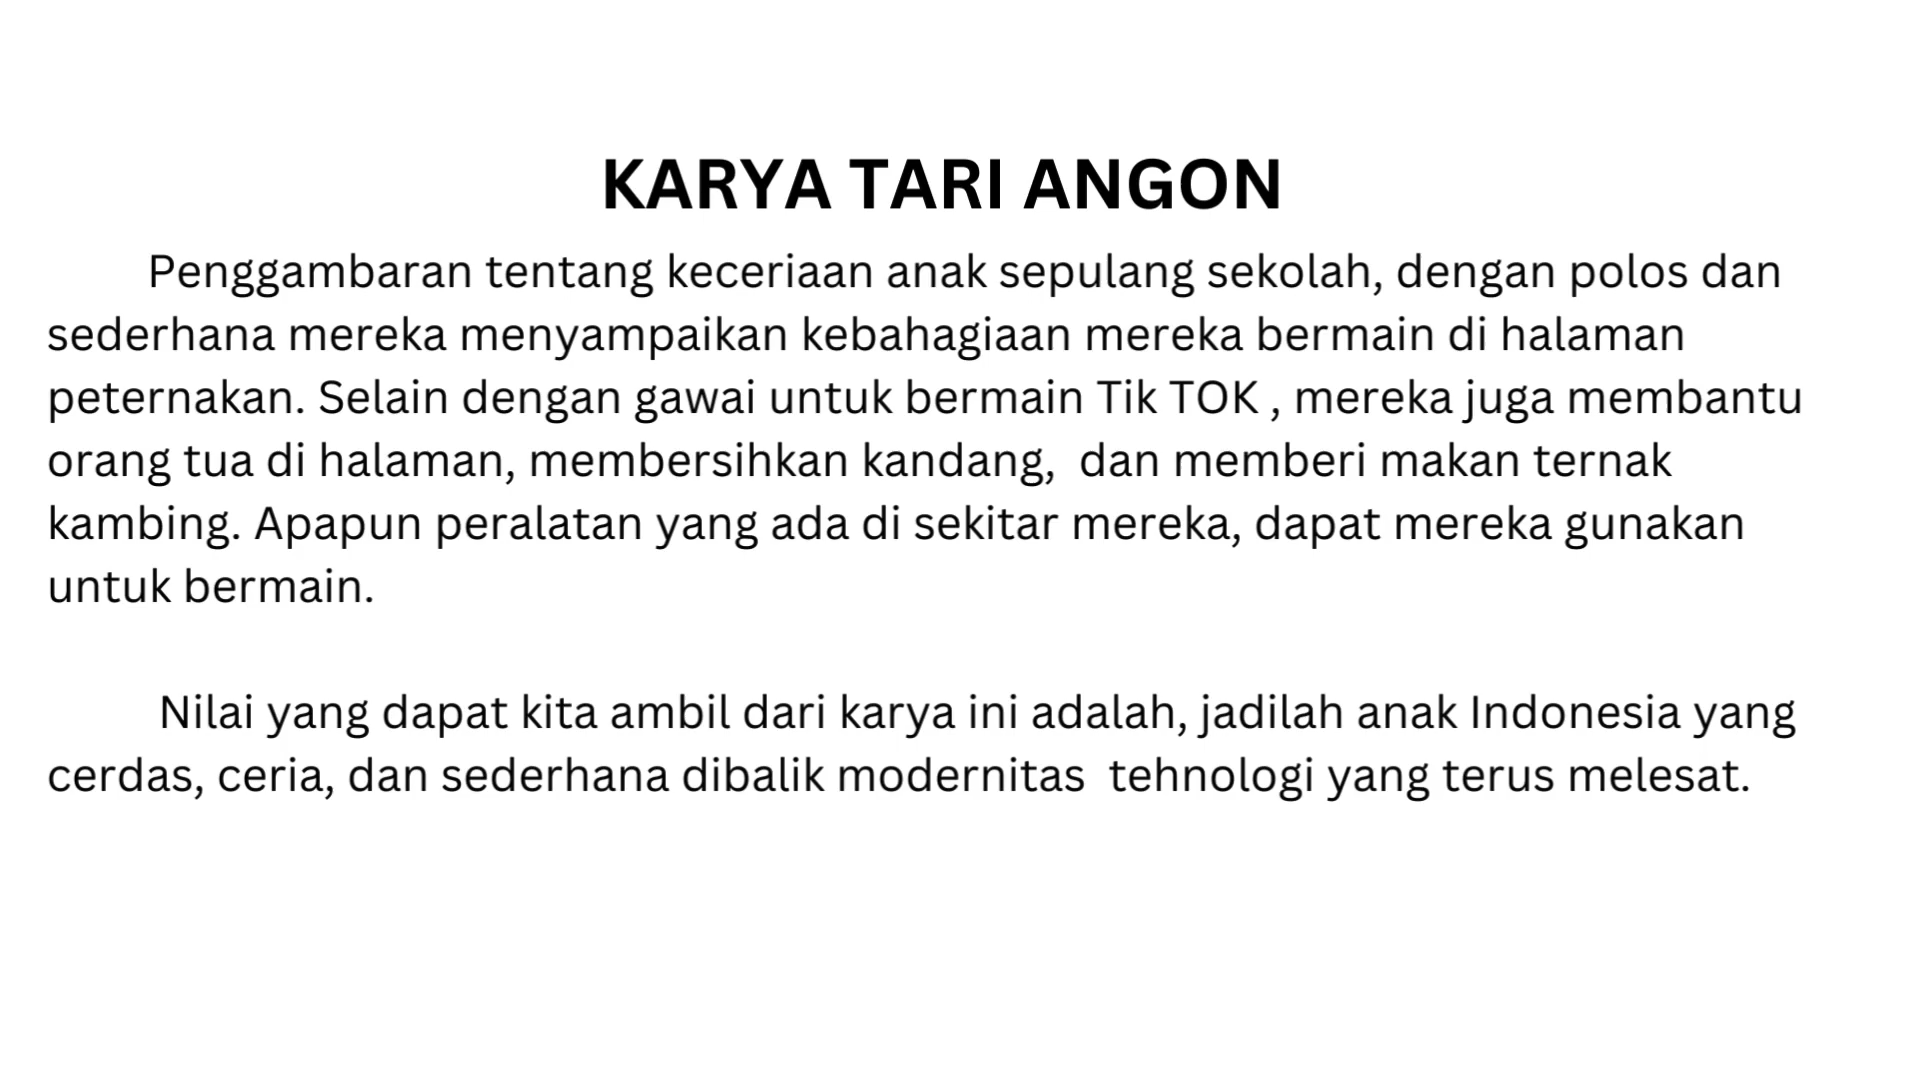 KARYA TARI ANGON
Penggambaran tentang keceriaan anak sepulang sekolah, dengan polos dan
sederhana mereka menyampaikan kebahagiaan mereka bermain di halaman
peternakan. Selain dengan gawai untuk bermain Tik TOK , mereka juga membantu
orang tua di halaman, membersihkan kandang,  dan memberi makan ternak
kambing. Apapun peralatan yang ada di sekitar mereka, dapat mereka gunakan
untuk bermain.
Nilai yang dapat kita ambil dari karya ini adalah, jadilah anak Indonesia yang
cerdas, ceria, dan sederhana dibalik modernitas  tehnologi yang terus melesat.